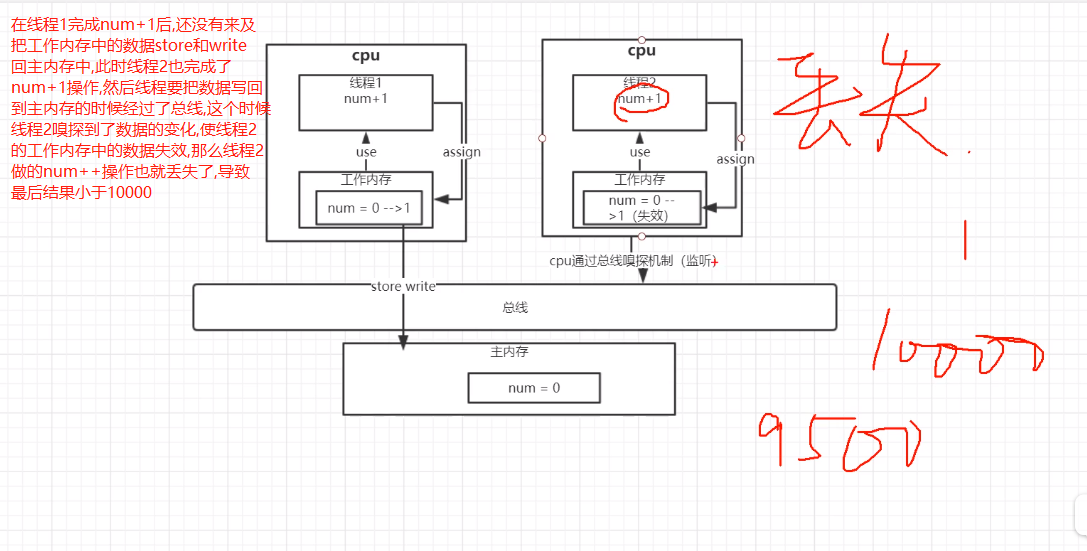 在线程1完成num+1后,还没有来及
把工作内存中的数据store和write
回主内存中,此时线程2也完成了
num+1操作,然后线程要把数据写回
到主内存的时候经过了总线,这个时候
线程2嗅探到了数据的变化,使线程2
的工作内存中的数据失效,那么线程2
做的num++操作也就丢失了,导致
最后结果小于10000
cpu
线程1
num+1
use
assign
工作内存
num = 0 -->1
cpu
线程2
num+1
use
assign
工作内存
num = 0 --
>1（失效）
cpu通过总线嗅探机制（监听）
store write
总线
主内存
num = 0
丢失
1
10000
9500